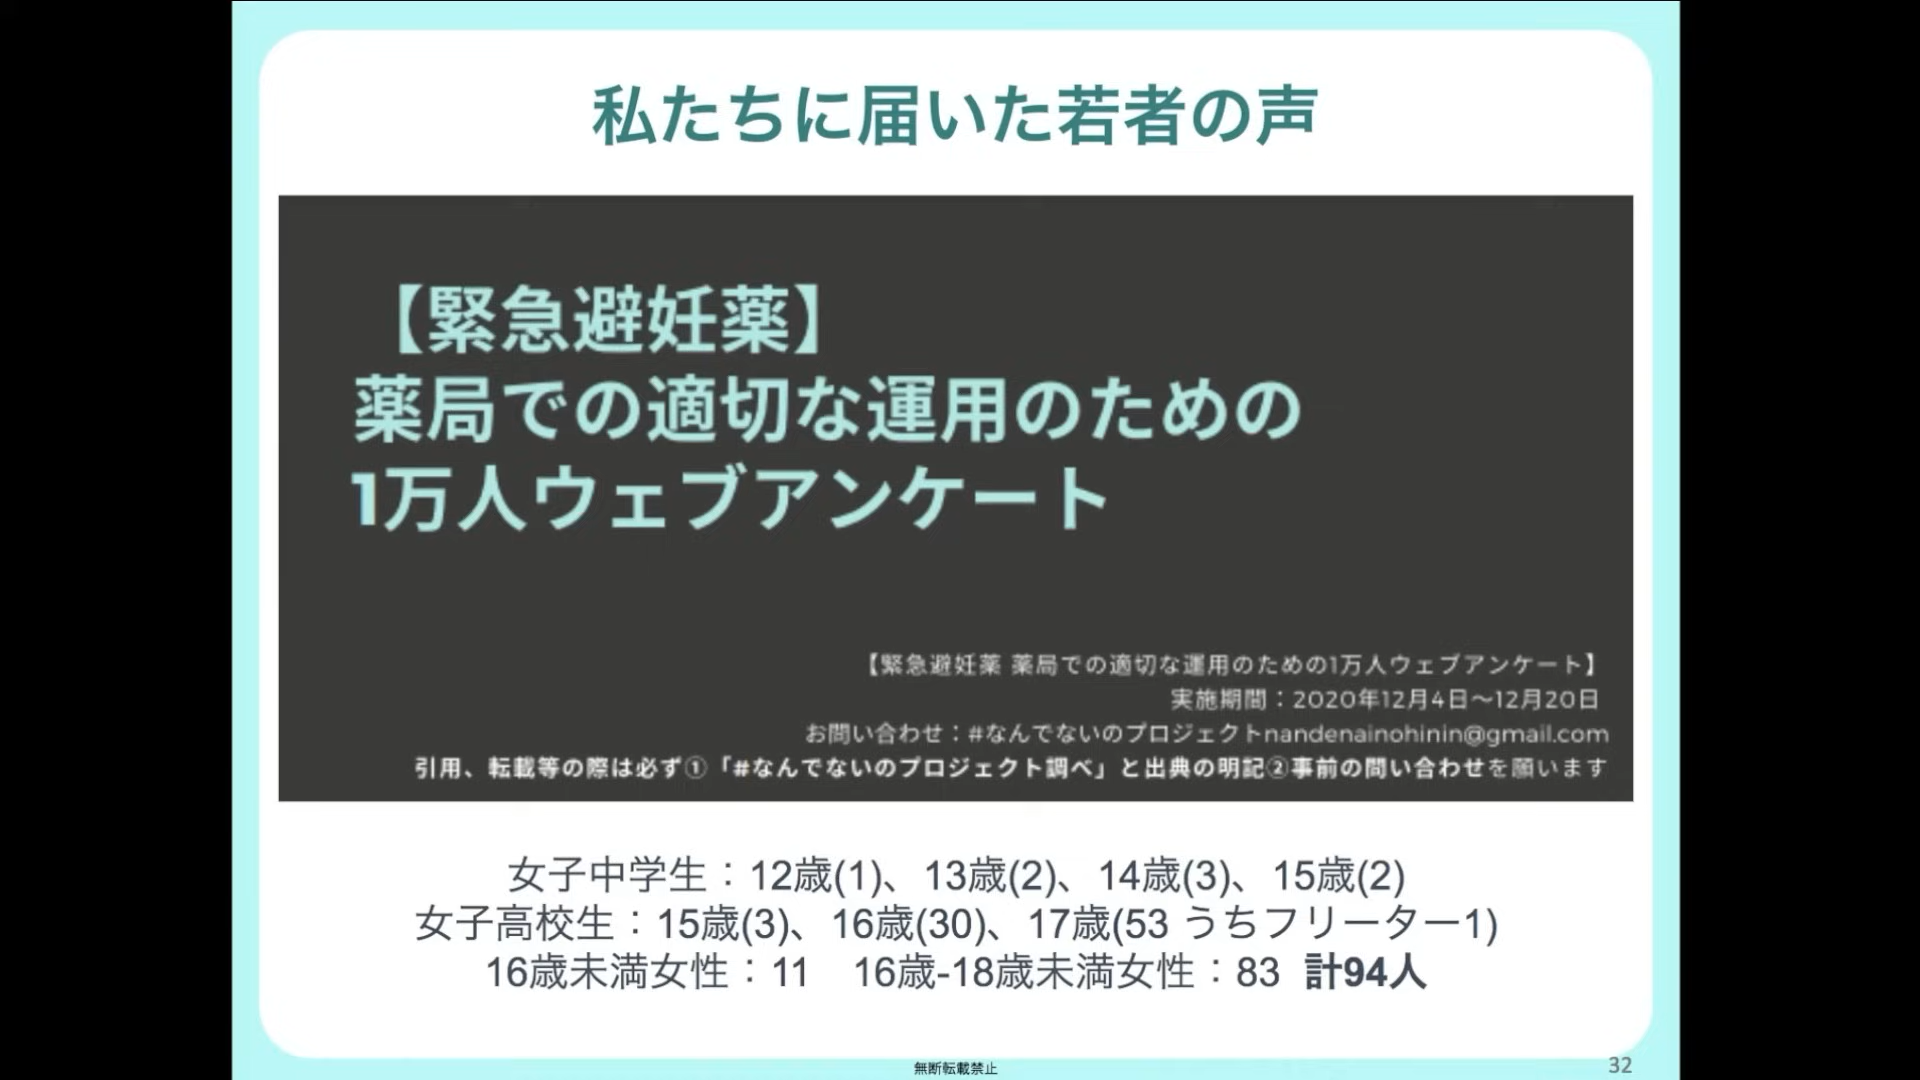 私たちに届いた若者の声
【緊急避妊薬】
薬局での適切な運用のための
1万人ウェブアンケート
【緊急避妊薬 薬局での適切な運用のための1万人ウェブアンケート】
実施期間：2020年12月4日〜12月20日
お問い合わせ：#なんでないのプロジェクトnandenainohinin@gmail.com
引用、転載等の際は必ず①「#なんでないのプロジェクト調べ」と出典の明記②事前の問い合わせを願います
女子中学生：12歳(1)、13歳(2)、14歳(3)、15歳(2)
女子高校生：15歳(3)、16歳(30)、17歳(53 うちフリーター1)
16歳未満女性：11　16歳-18歳未満女性：83 計94人
無断転載禁止
32